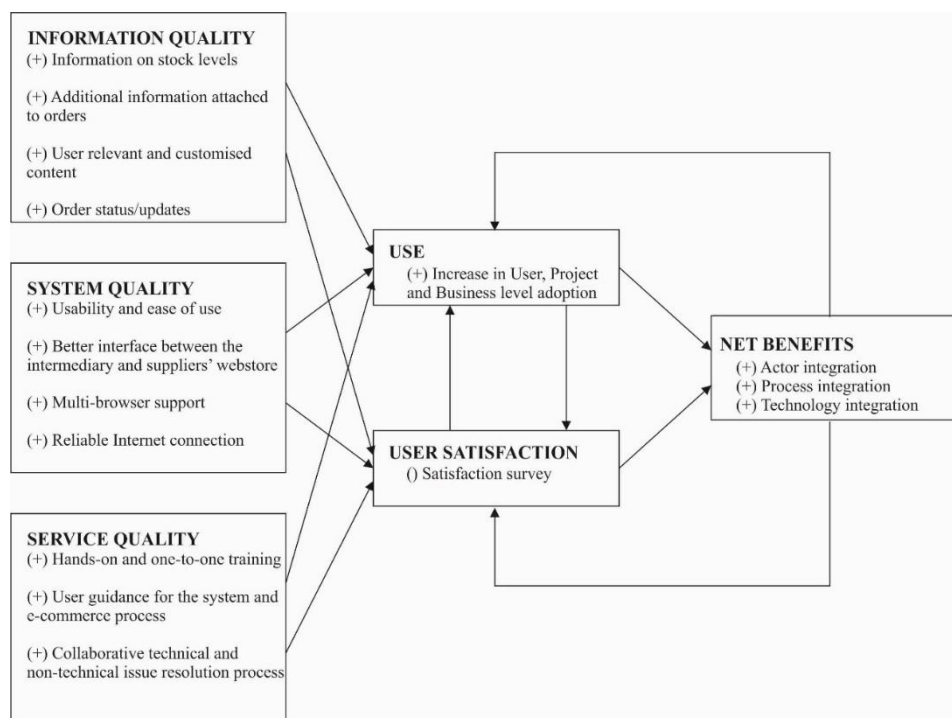 INFORMATION QUALITY
(+) Information on stock levels
(+) Additional information attached
to orders
(+) User relevant and customised
content
(+) Order status/updates
SYSTEM QUALITY
(+) Usability and ease of use
(+) Better interface between the
intermediary and suppliers' webstore
(+) Multi-browser support
(+) Reliable Internet connection
SERVICE QUALITY
(+) Hands-on and one-to-one training
(+) User guidance for the system and
e-commerce process
(+) Collaborative technical and
non-technical issue resolution process
USE
(+) Increase in User, Project
and Business level adoption
USER SATISFACTION
() Satisfaction survey
NET BENEFITS
(+) Actor integration
(+) Process integration
(+) Technology integration